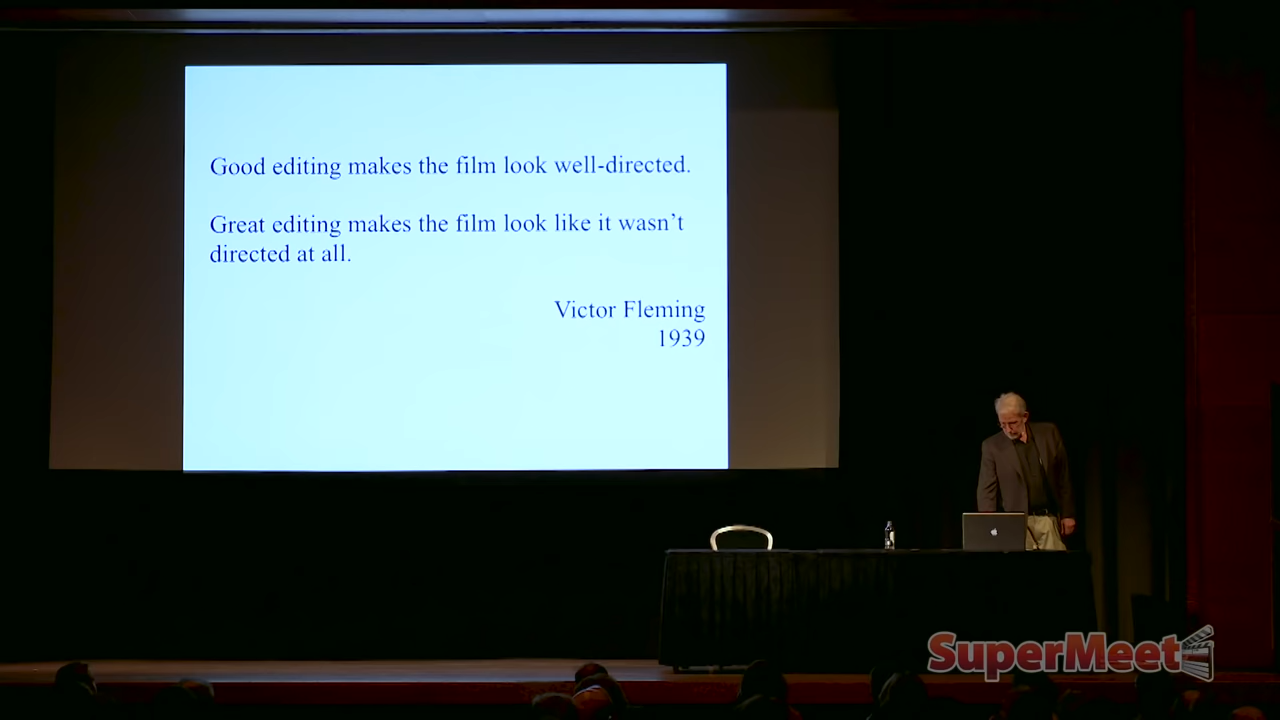 Good editing makes the film look well-directed.
Great editing makes the film look like it wasn't
directed at all.
Victor Fleming
1939
SuperMeet